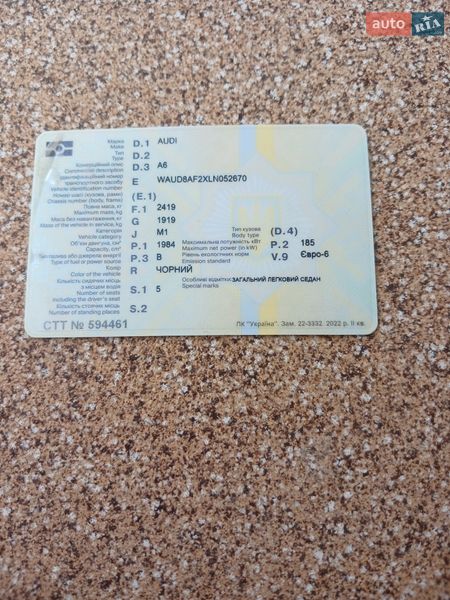 auto RIA
Марка D.1 AUDI
Make
Тип D.2
Type
Комерційний опис D.3 A6
Commercial description
Ідентифікаційний номер E WAUD8AF2XLN052670
транспортного засобу
Vehicle identification number
Номер шасі (кузова, рами) (E.1)
Chassis number (body, frame)
Повна маса, кг F.1 2419
Maximum mass, kg
Маса без навантаження, кг G 1919
Mass of the vehicle in service, kg
Категорія J M1 Тип кузова (D.4)
Vehicle category Body type
Об'єм двигуна, см³ P.1 1984 Максимальна потужність кВт P.2 185
Capacity, cm³ Maximum net power (in kW)
або джерело енергії P.3 B Рівень екологічних норм V.9 Євро-6
Type of fuel or power source Emission standard
Колір R ЧОРНИЙ
Color of the vehicle Особливі відмітки ЗАГАЛЬНИЙ ЛЕГКОВИЙ СЕДАН
Кількість сидячих місць S.1 5 Special marks
з місцем водія
Number of seats
including the driver's seat
Кількість стоячих місць S.2
Number of standing places
СТТ № 594461 ПК "Україна". Зам. 22-3332. 2022 р. II кв.